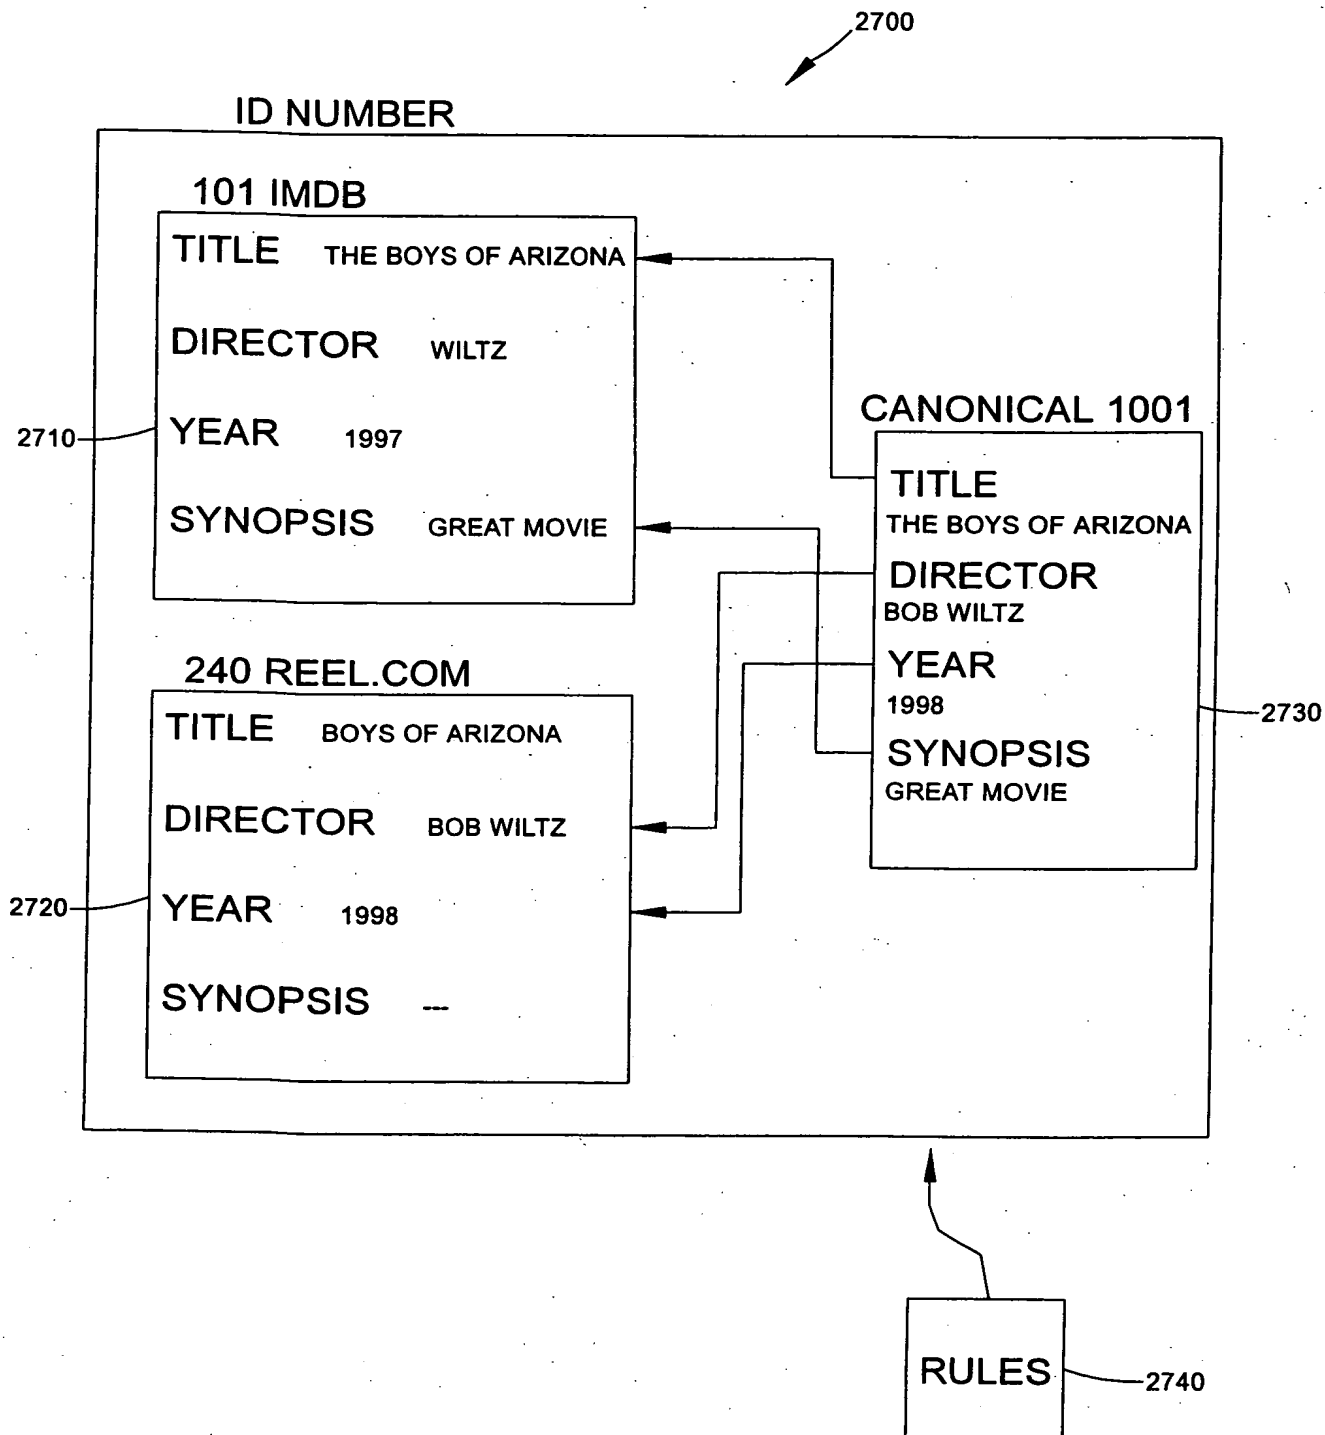 2700
ID NUMBER
101 IMDB
TITLE THE BOYS OF ARIZONA
DIRECTOR WILTZ
2710 YEAR 1997
SYNOPSIS GREAT MOVIE
CANONICAL 1001
TITLE
THE BOYS OF ARIZONA
DIRECTOR
BOB WILTZ
YEAR
1998
2730
SYNOPSIS
GREAT MOVIE
240 REEL.COM
TITLE BOYS OF ARIZONA
DIRECTOR BOB WILTZ
2720 YEAR 1998
SYNOPSIS ---
RULES 2740